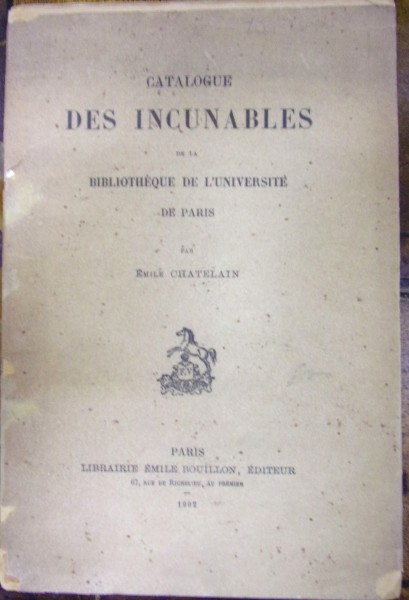 CATALOGUE
DES INCUNABLES
DE LA
BIBLIOTHÈQUE DE L'UNIVERSITÉ
DE PARIS
PAR
ÉMILE CHATELAIN
PARIS
LIBRAIRIE ÉMILE BOUILLON, ÉDITEUR
67, RUE DE RICHELIEU, AU PREMIER
1902